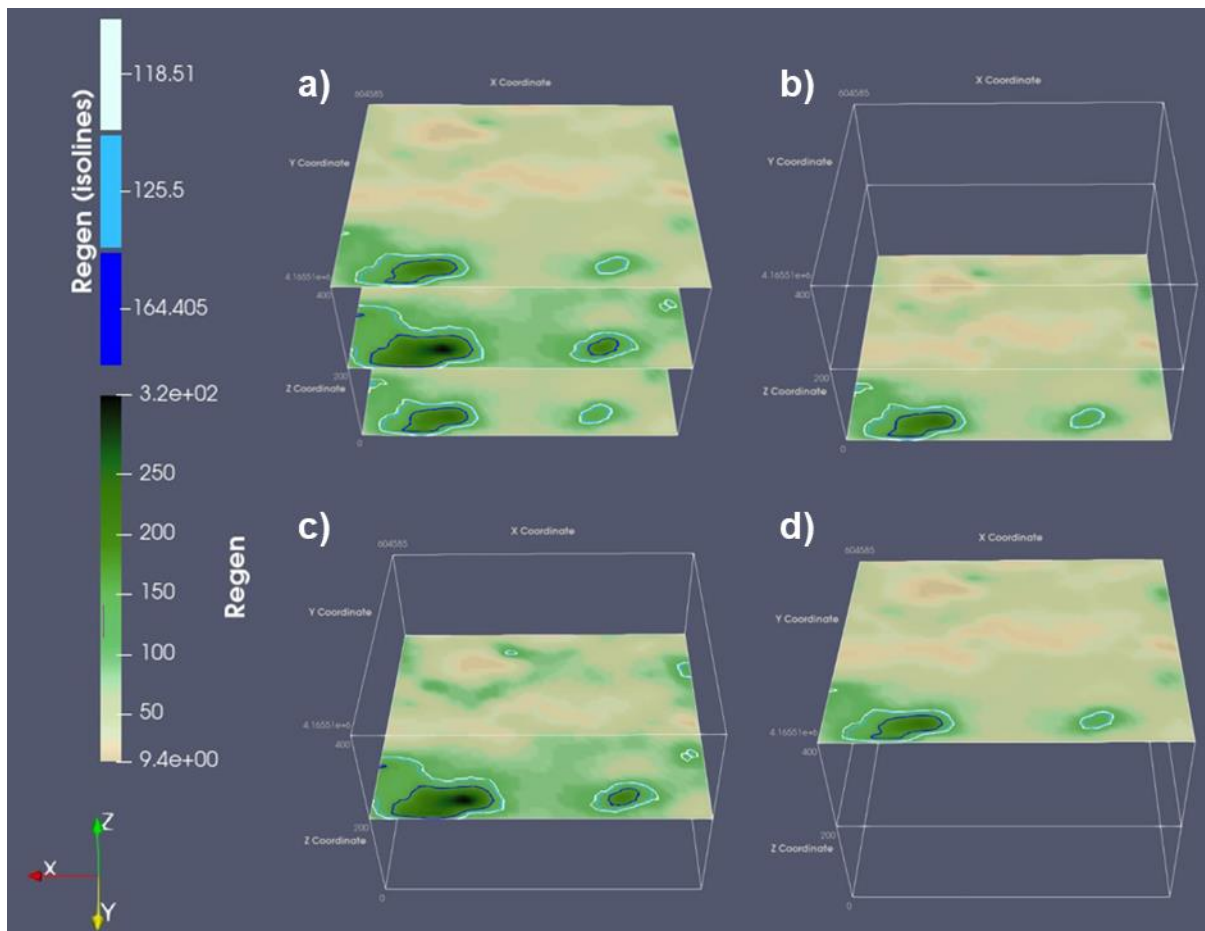 Regen (isolines)
118.51
125.5
164.405
Regen
3.2e+02
250
200
150
100
50
9.4e+00
Z
X
Y
a)
X Coordinate
604585
Y Coordinate
4.16551e+6
400
200
Z Coordinate
0
b)
X Coordinate
604585
Y Coordinate
4.16551e+6
400
200
Z Coordinate
0
c)
X Coordinate
604585
Y Coordinate
4.16551e+6
400
200
Z Coordinate
0
d)
X Coordinate
604585
Y Coordinate
4.16551e+6
400
200
Z Coordinate
0